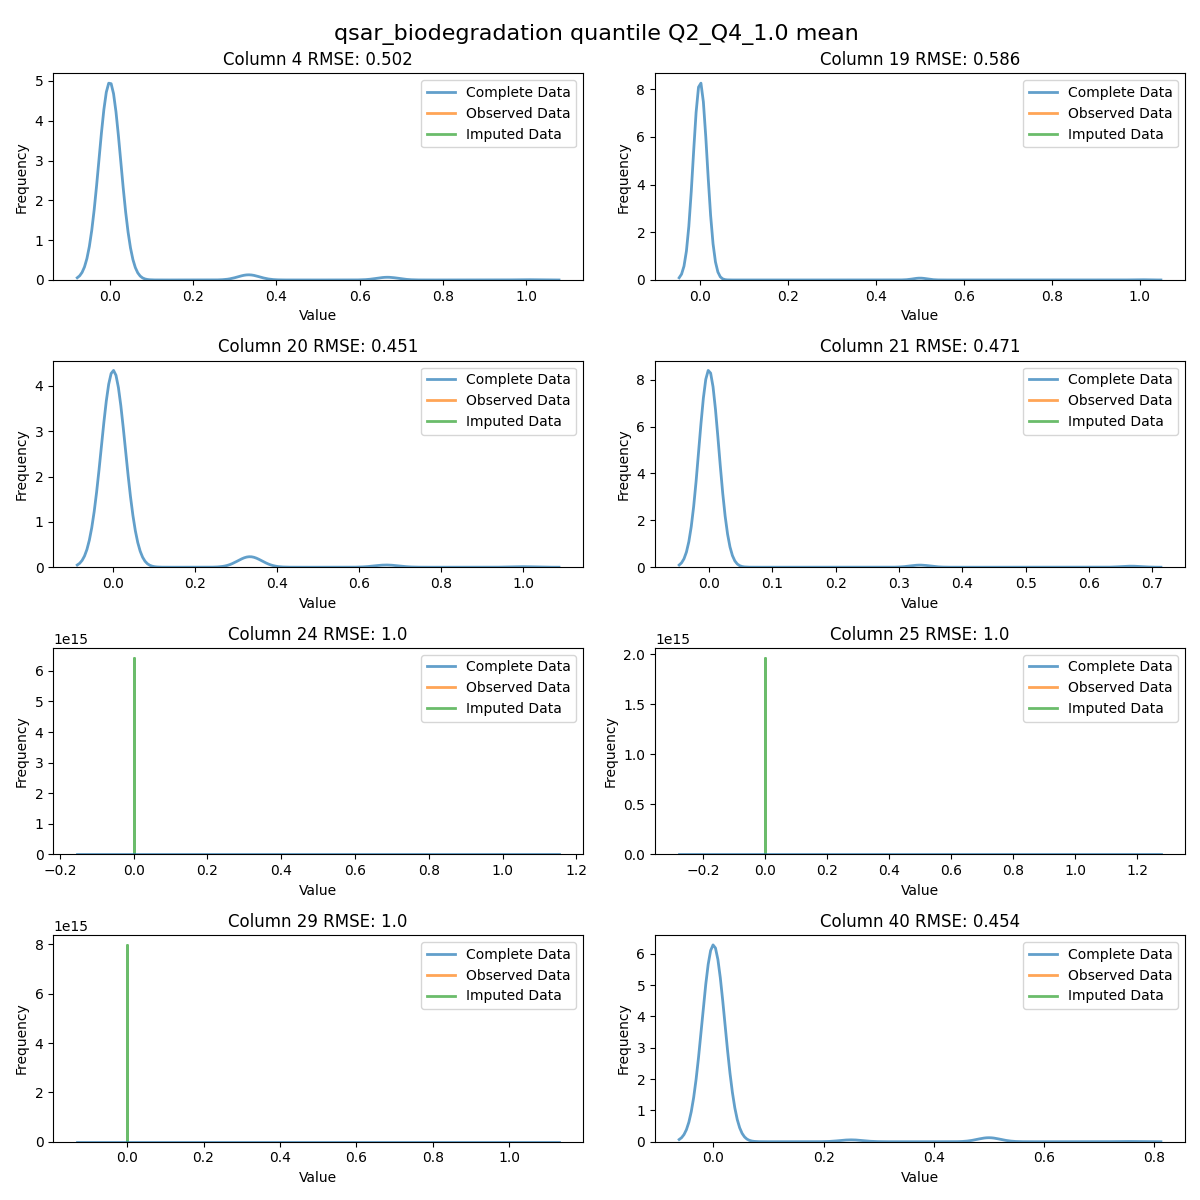 qsar_biodegradation quantile Q2_Q4_1.0 mean
Column 4 RMSE: 0.502
5
4
3
2
1
0
Frequency
Complete Data
Observed Data
Imputed Data
0.0 0.2 0.4 0.6 0.8 1.0
Value
Column 19 RMSE: 0.586
8
6
4
2
0
Frequency
Complete Data
Observed Data
Imputed Data
0.0 0.2 0.4 0.6 0.8 1.0
Value
Column 20 RMSE: 0.451
4
3
2
1
0
Frequency
Complete Data
Observed Data
Imputed Data
0.0 0.2 0.4 0.6 0.8 1.0
Value
Column 21 RMSE: 0.471
8
6
4
2
0
Frequency
Complete Data
Observed Data
Imputed Data
0.0 0.1 0.2 0.3 0.4 0.5 0.6 0.7
Value
Column 24 RMSE: 1.0
1e15
6
5
4
3
2
1
0
Frequency
Complete Data
Observed Data
Imputed Data
−0.2 0.0 0.2 0.4 0.6 0.8 1.0 1.2
Value
Column 25 RMSE: 1.0
1e15
2.0
1.5
1.0
0.5
0.0
Frequency
Complete Data
Observed Data
Imputed Data
−0.2 0.0 0.2 0.4 0.6 0.8 1.0 1.2
Value
Column 29 RMSE: 1.0
1e15
8
6
4
2
0
Frequency
Complete Data
Observed Data
Imputed Data
0.0 0.2 0.4 0.6 0.8 1.0
Value
Column 40 RMSE: 0.454
6
5
4
3
2
1
0
Frequency
Complete Data
Observed Data
Imputed Data
0.0 0.2 0.4 0.6 0.8
Value